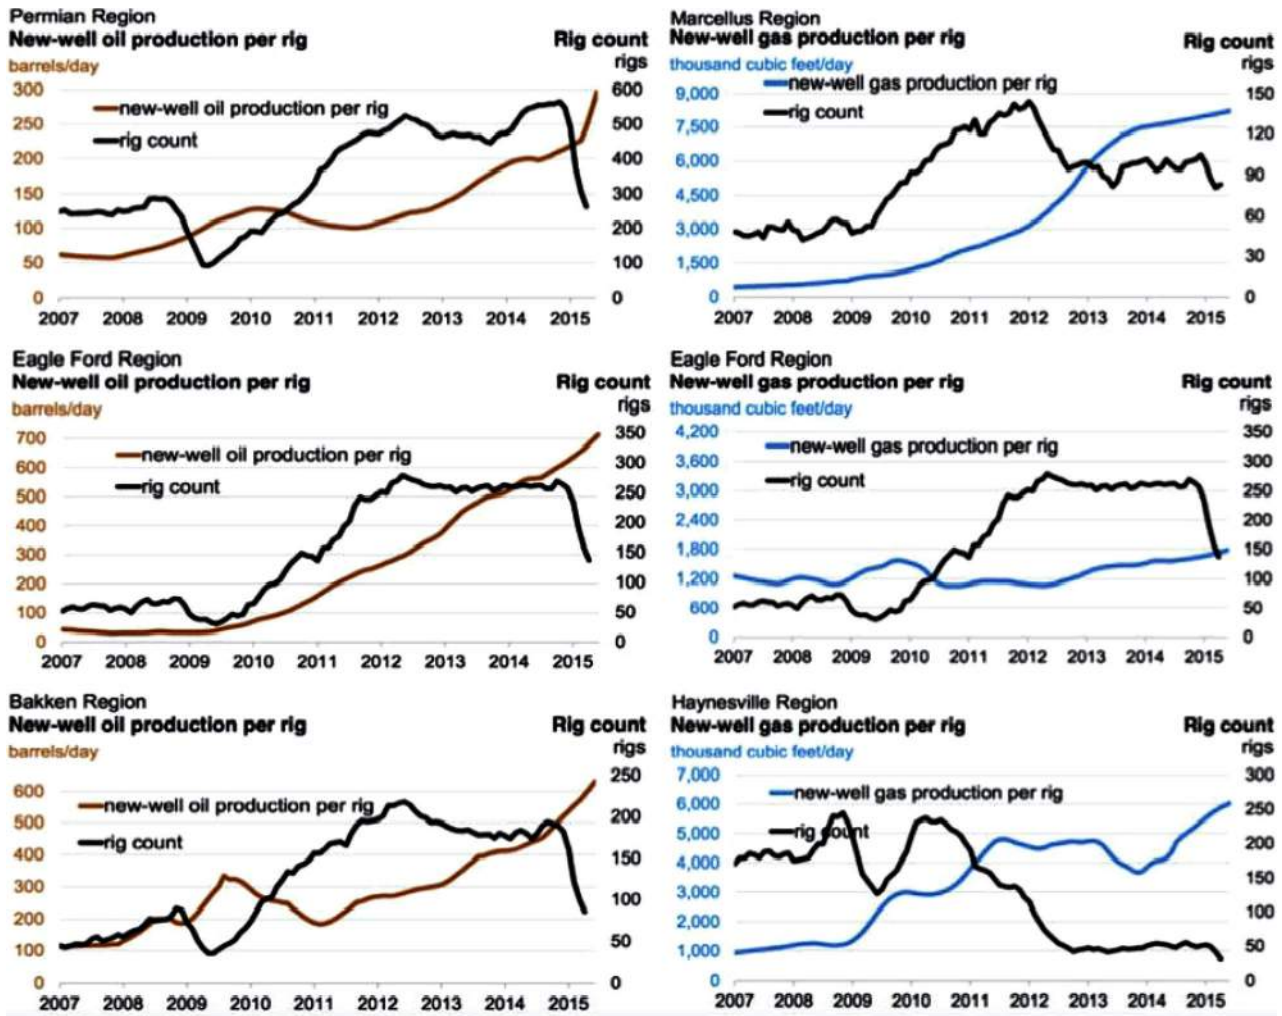 Permian Region
New-well oil production per rig
Rig count
barrels/day
rigs
300
250
200
150
100
50
0
new-well oil production per rig
rig count
600
500
400
300
200
100
0
2007 2008 2009 2010 2011 2012 2013 2014 2015
Marcellus Region
New-well gas production per rig
Rig count
thousand cubic feet/day
rigs
9,000
7,500
6,000
4,500
3,000
1,500
0
new-well gas production per rig
rig count
150
120
90
60
30
0
2007 2008 2009 2010 2011 2012 2013 2014 2015
Eagle Ford Region
New-well oil production per rig
Rig count
barrels/day
rigs
700
600
500
400
300
200
100
0
new-well oil production per rig
rig count
350
300
250
200
150
100
50
0
2007 2008 2009 2010 2011 2012 2013 2014 2015
Eagle Ford Region
New-well gas production per rig
Rig count
thousand cubic feet/day
rigs
4,200
3,600
3,000
2,400
1,800
1,200
600
0
new-well gas production per rig
rig count
350
300
250
200
150
100
50
0
2007 2008 2009 2010 2011 2012 2013 2014 2015
Bakken Region
New-well oil production per rig
Rig count
barrels/day
rigs
600
500
400
300
200
100
0
new-well oil production per rig
rig count
250
200
150
100
50
0
2007 2008 2009 2010 2011 2012 2013 2014 2015
Haynesville Region
New-well gas production per rig
Rig count
thousand cubic feet/day
rigs
7,000
6,000
5,000
4,000
3,000
2,000
1,000
0
new-well gas production per rig
rig count
300
250
200
150
100
50
0
2007 2008 2009 2010 2011 2012 2013 2014 2015